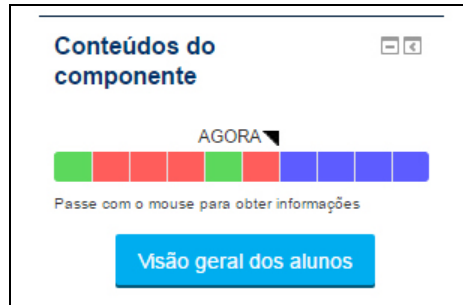 Conteúdos do
componente
AGORA
Passe com o mouse para obter informações
Visão geral dos alunos